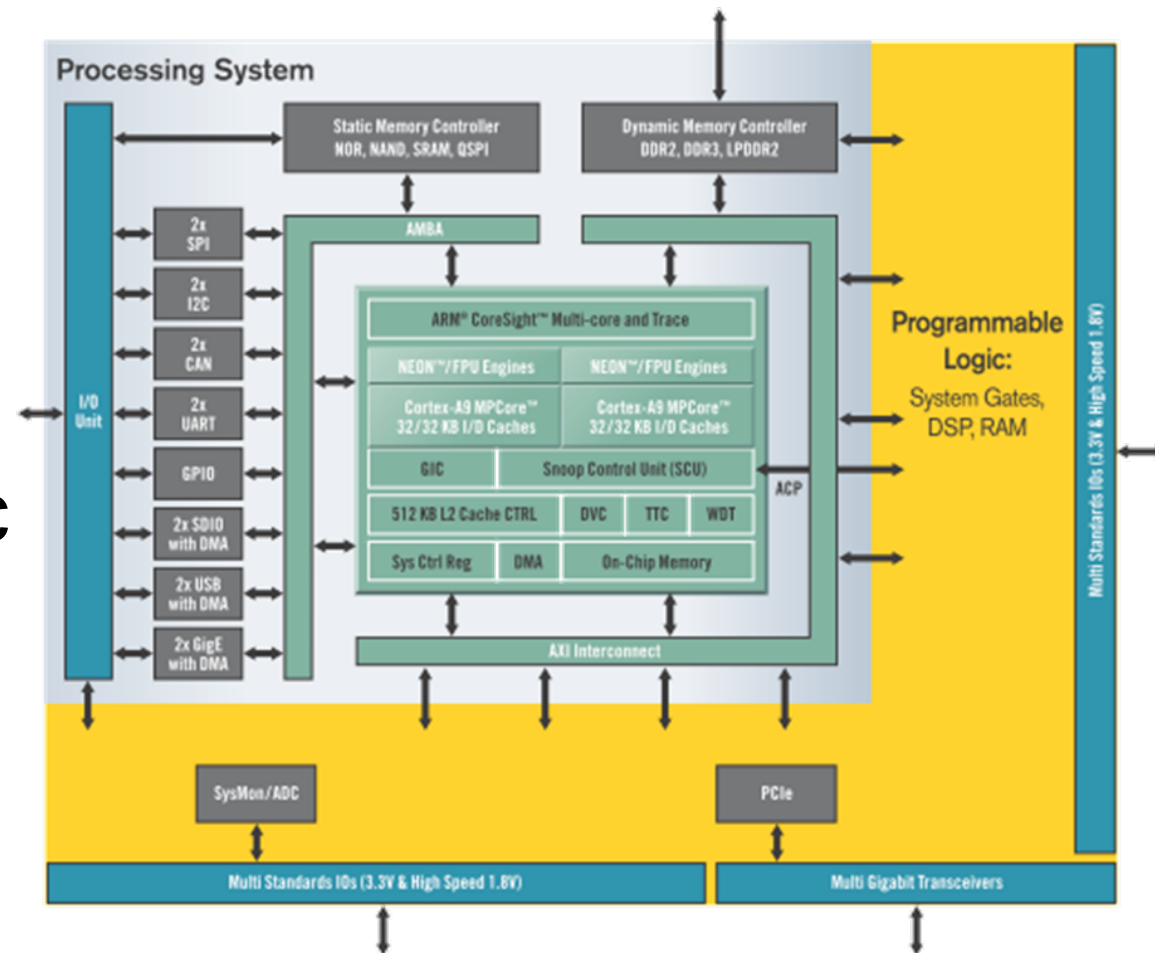 Processing System
Static Memory Controller
NOR, NAND, SRAM, QSPI
Dynamic Memory Controller
DDR2, DDR3, LPDDR2
AMBA
2x
SPI
2x
I2C
2x
CAN
2x
UART
GPIO
2x SDIO
with DMA
2x USB
with DMA
2x GigE
with DMA
I/O
Unit
ARM® CoreSight™ Multi-core and Trace
NEON™/FPU Engines
NEON™/FPU Engines
Cortex-A9 MPCore™
32/32 KB I/D Caches
Cortex-A9 MPCore™
32/32 KB I/D Caches
GIC
Snoop Control Unit (SCU)
ACP
512 KB L2 Cache CTRL
DVC
TTC
WDT
Sys Ctrl Reg
DMA
On-Chip Memory
AXI Interconnect
Programmable
Logic:
System Gates,
DSP, RAM
Multi Standards IOs (3.3V & High Speed 1.8V)
SysMon/ADC
PCIe
Multi Standards IOs (3.3V & High Speed 1.8V)
Multi Gigabit Transceivers